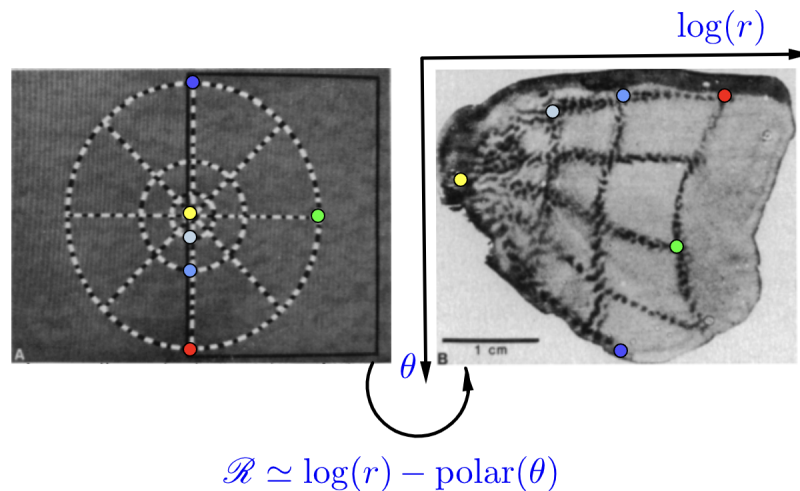 log(r)
A
1 cm
B
θ
ℛ ≃ log(r) − polar(θ)